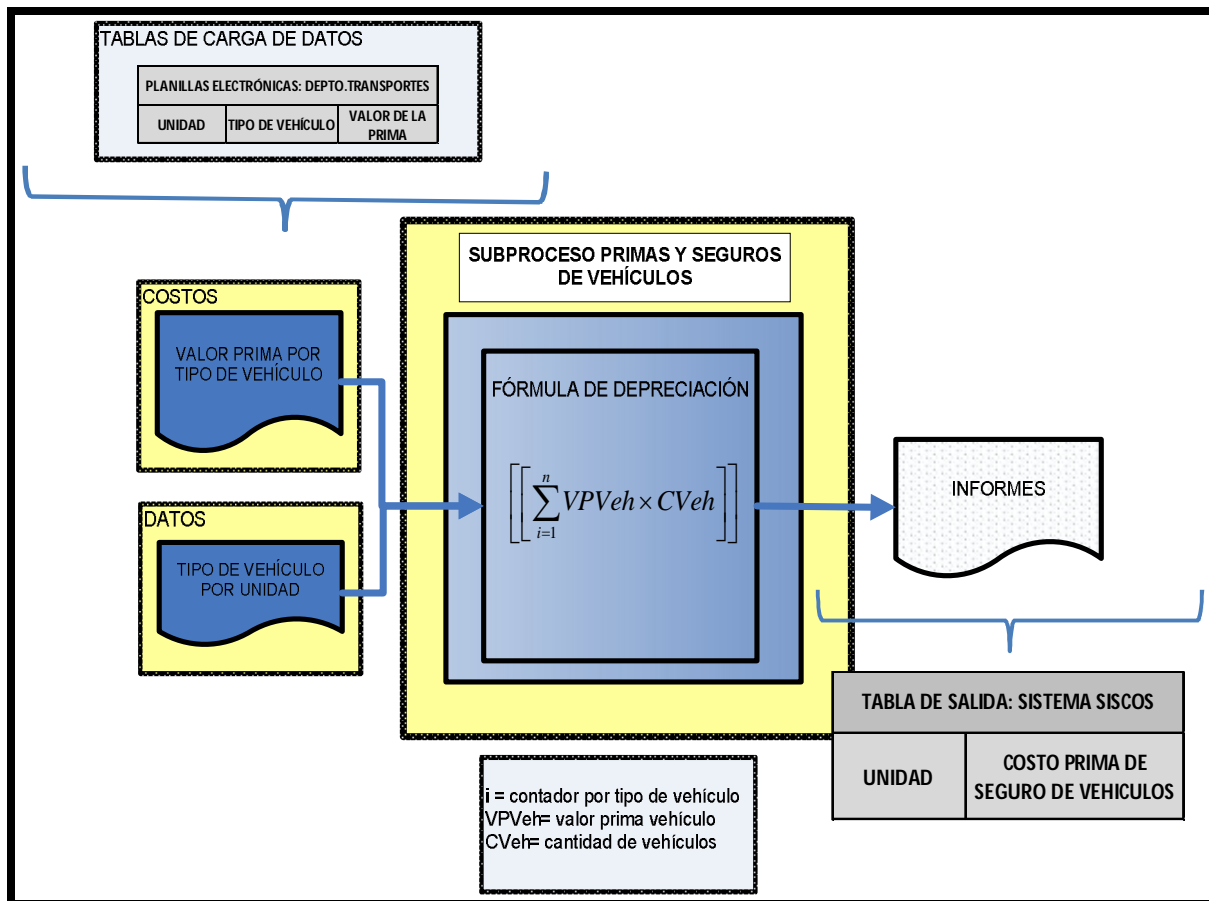 TABLAS DE CARGA DE DATOS
PLANILLAS ELECTRÓNICAS: DEPTO.TRANSPORTES
UNIDAD
TIPO DE VEHÍCULO
VALOR DE LA
PRIMA
SUBPROCESO PRIMAS Y SEGUROS
DE VEHÍCULOS
COSTOS
VALOR PRIMA POR
TIPO DE VEHÍCULO
FÓRMULA DE DEPRECIACIÓN
[[∑_{i=1}^{n} VPVeh × CVeh]]
DATOS
TIPO DE VEHÍCULO
POR UNIDAD
INFORMES
TABLA DE SALIDA: SISTEMA SISCOS
UNIDAD
COSTO PRIMA DE
SEGURO DE VEHICULOS
i = contador por tipo de vehículo
VPVeh= valor prima vehículo
CVeh= cantidad de vehículos